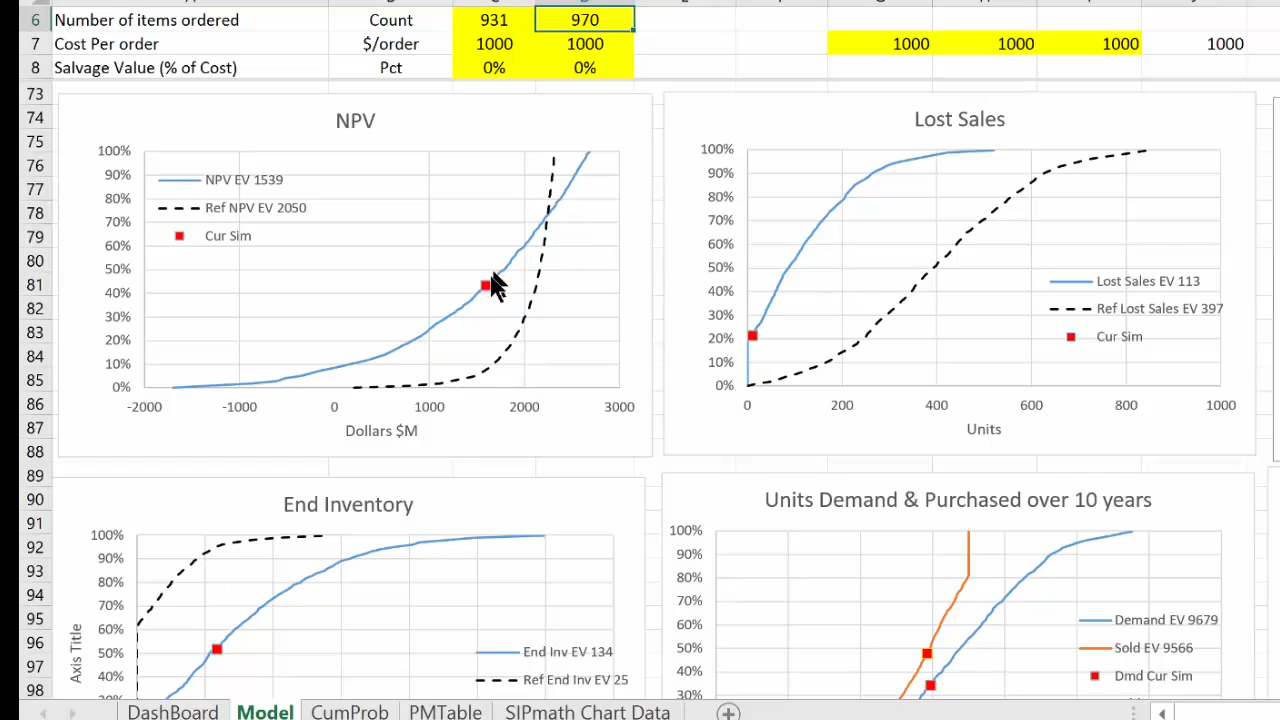 6 Number of items ordered Count 931 970
7 Cost Per order $/order 1000 1000 1000 1000 1000 1000
8 Salvage Value (% of Cost) Pct 0% 0%
73
74
75
76
77
78
79
80
81
82
83
84
85
86
87
88
89
90
91
92
93
94
95
96
97
98
NPV
100%
90%
80%
70%
60%
50%
40%
30%
20%
10%
0%
NPV EV 1539
Ref NPV EV 2050
Cur Sim
-2000 -1000 0 1000 2000 3000
Dollars $M
Lost Sales
100%
90%
80%
70%
60%
50%
40%
30%
20%
10%
0%
Lost Sales EV 113
Ref Lost Sales EV 397
Cur Sim
0 200 400 600 800 1000
Units
End Inventory
100%
90%
80%
70%
60%
50%
40%
Axis Title
End Inv EV 134
Ref End Inv EV 25
Units Demand & Purchased over 10 years
100%
90%
80%
70%
60%
50%
40%
30%
Demand EV 9679
Sold EV 9566
Dmd Cur Sim
DashBoard Model CumProb PMTable SIPmath Chart Data